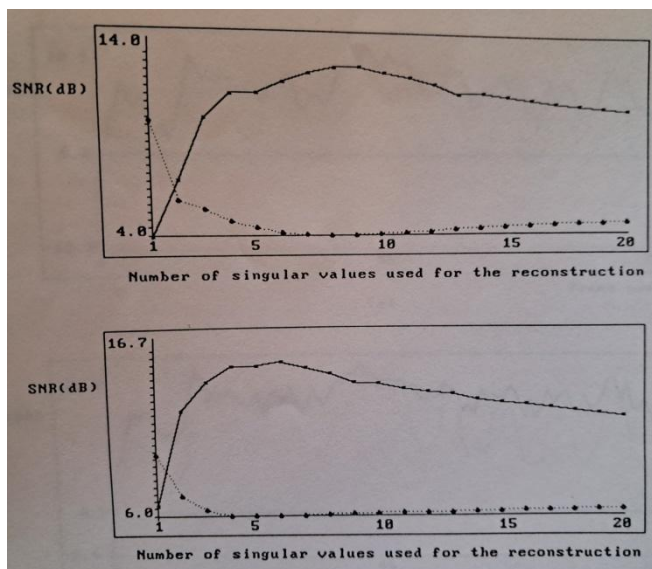 14.0
SNR(dB)
4.0
1 5 10 15 20
Number of singular values used for the reconstruction
16.7
SNR(dB)
6.0
1 5 10 15 20
Number of singular values used for the reconstruction